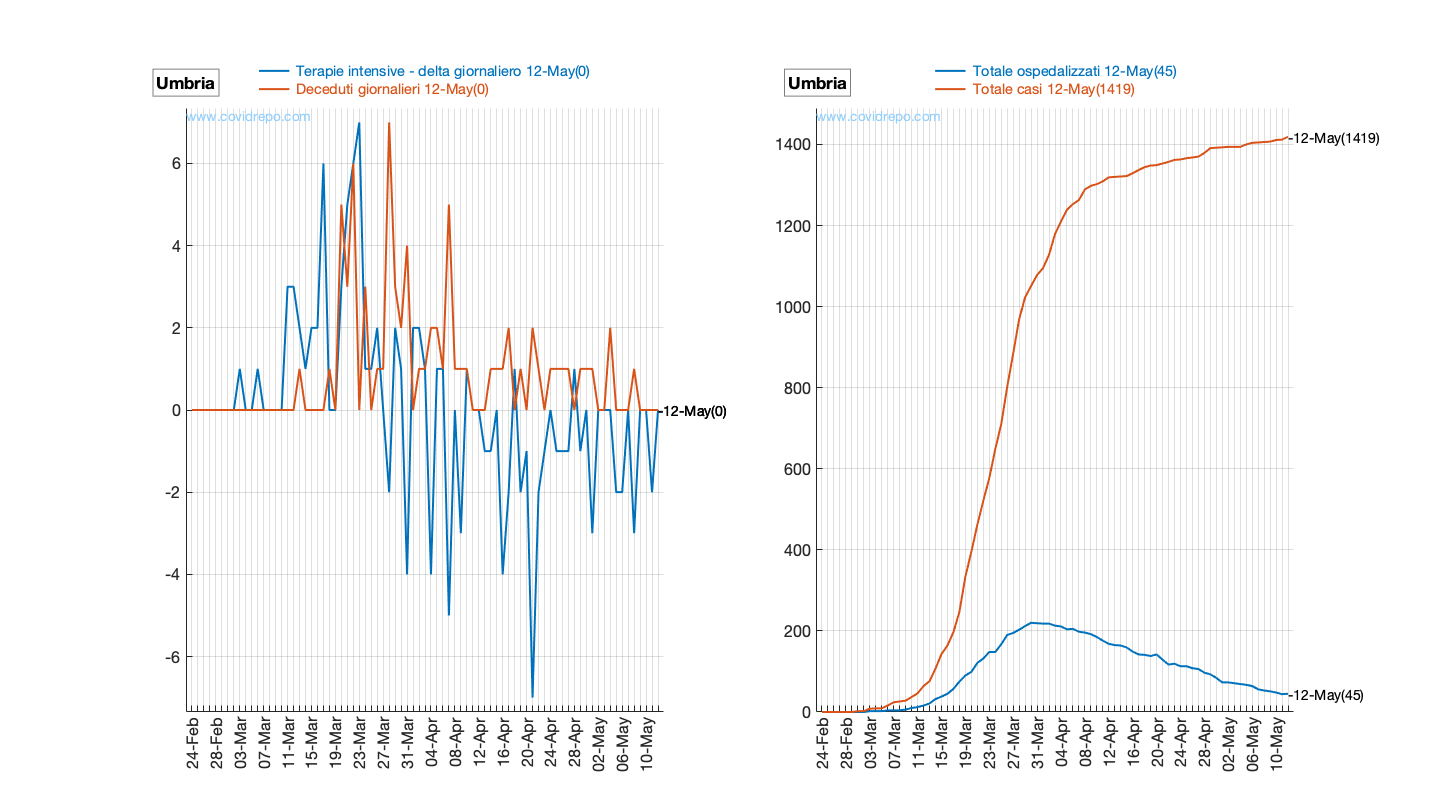 Umbria
Terapie intensive - delta giornaliero 12-May(0)
Deceduti giornalieri 12-May(0)
www.covidrepo.com
6
4
2
0
-2
-4
-6
-12-May(0)
24-Feb
28-Feb
03-Mar
07-Mar
11-Mar
15-Mar
19-Mar
23-Mar
27-Mar
31-Mar
04-Apr
08-Apr
12-Apr
16-Apr
20-Apr
24-Apr
28-Apr
02-May
06-May
10-May
Umbria
Totale ospedalizzati 12-May(45)
Totale casi 12-May(1419)
www.covidrepo.com
1400
1200
1000
800
600
400
200
0
-12-May(1419)
-12-May(45)
24-Feb
28-Feb
03-Mar
07-Mar
11-Mar
15-Mar
19-Mar
23-Mar
27-Mar
31-Mar
04-Apr
08-Apr
12-Apr
16-Apr
20-Apr
24-Apr
28-Apr
02-May
06-May
10-May